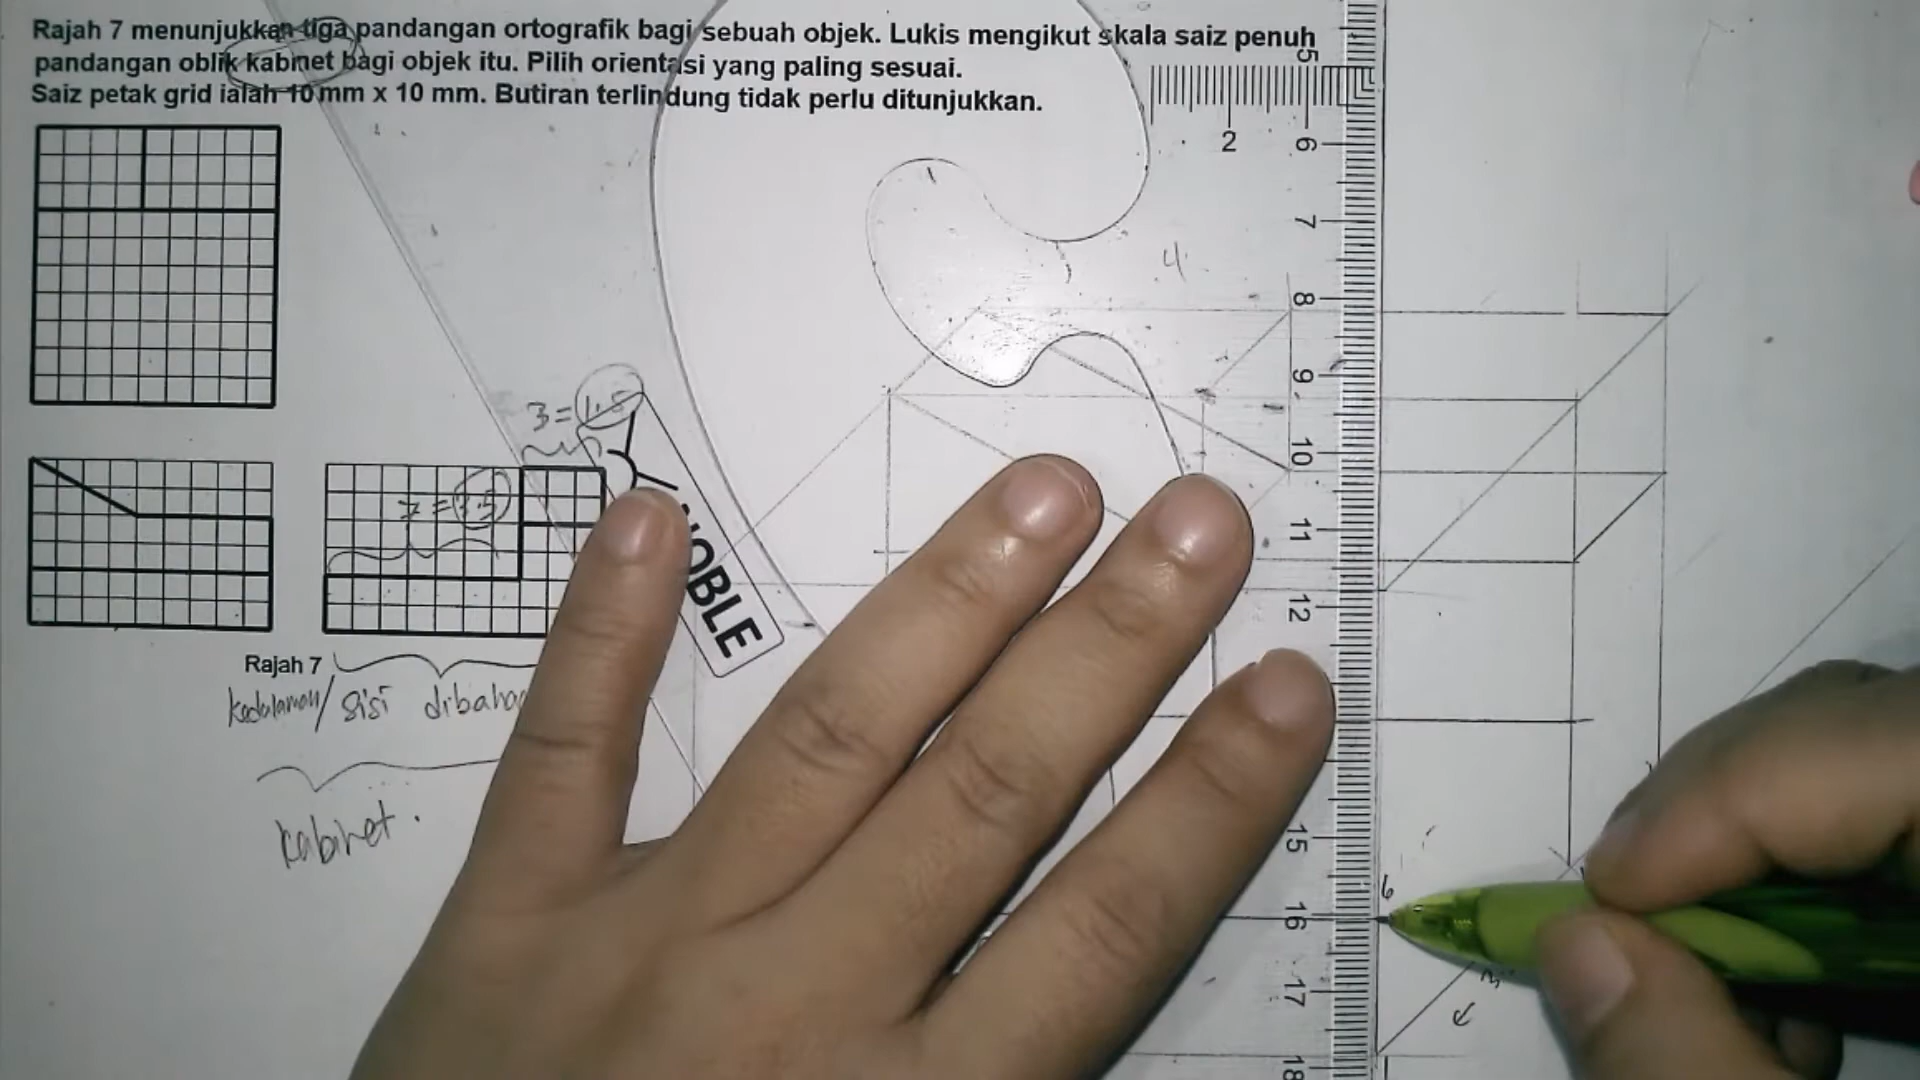 Rajah 7 menunjukkan tiga pandangan ortografik bagi sebuah objek. Lukis mengikut skala saiz penuh
pandangan oblik kabinet bagi objek itu. Pilih orientasi yang paling sesuai.
Saiz petak grid ialah 10 mm x 10 mm. Butiran terlindung tidak perlu ditunjukkan.
5
2
6
7
4
8
3 = 1.5
9
10
7 = 3.5
11
NOBLE
12
Rajah 7
kedalaman/ sisi
kabinet.
15
6
16
17
18